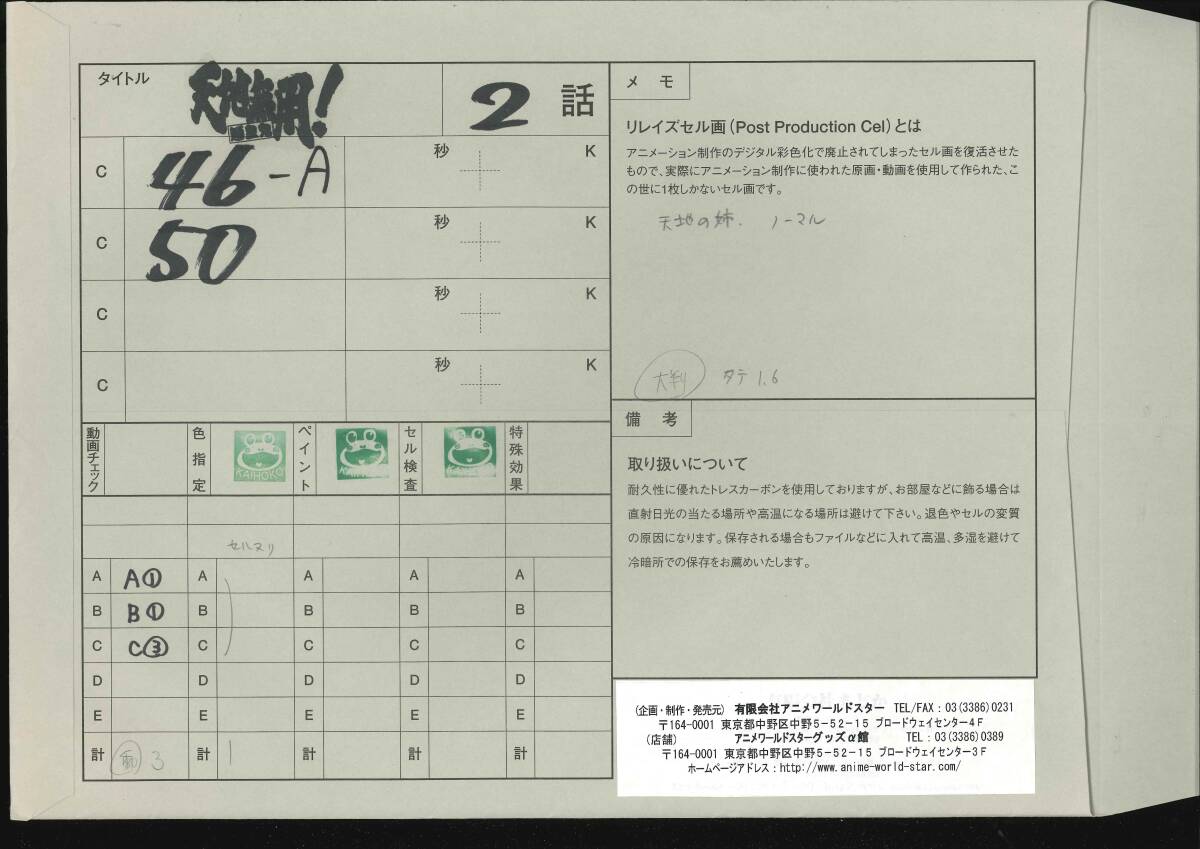 タイトル
天地無用!
2 話
C 46-A 秒 K
C 50 秒 K
C 秒 K
C 秒 K
動画チェック 色指定 KAIHOKO ペイント KAIHOKO セル検査 KAIHOKO 特殊効果
セルヌリ
A A① A A A A
B B① B B B B
C C③ C C C C
D D D D D
E E E E E
計 3 計 1 計 計 計
メモ
リレイズセル画(Post Production Cel)とは
アニメーション制作のデジタル彩色化で廃止されてしまったセル画を復活させた
もので、実際にアニメーション制作に使われた原画・動画を使用して作られた、こ
の世に1枚しかないセル画です。
天地の姉. ノーマル
大判 タテ 1.6
備考
取り扱いについて
耐久性に優れたトレスカーボンを使用しておりますが、お部屋などに飾る場合は
直射日光の当たる場所や高温になる場所は避けて下さい。退色やセルの変質
の原因になります。保存される場合もファイルなどに入れて高温、多湿を避けて
冷暗所での保存をお薦めいたします。
(企画・制作・発売元) 有限会社アニメワールドスター TEL/FAX : 03(3386)0231
〒164-0001 東京都中野区中野5-52-15 ブロードウェイセンター4F
(店舗) アニメワールドスターグッズα館 TEL : 03(3386)0389
〒164-0001 東京都中野区中野5-52-15 ブロードウェイセンター3F
ホームページアドレス : http://www.anime-world-star.com/